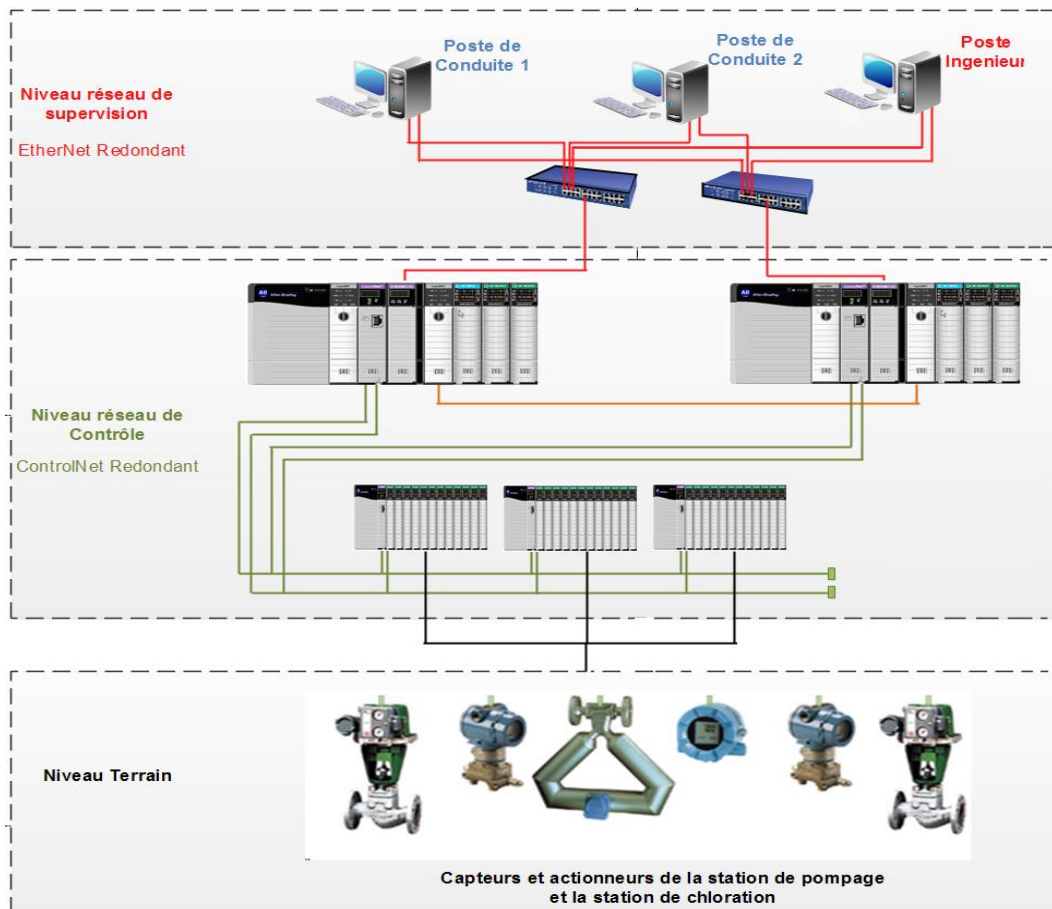 Poste de
Conduite 1
Poste de
Conduite 2
Poste
Ingenieur
Niveau réseau de
supervision
EtherNet Redondant
Niveau réseau de
Contrôle
ControlNet Redondant
Niveau Terrain
Capteurs et actionneurs de la station de pompage
et la station de chloration